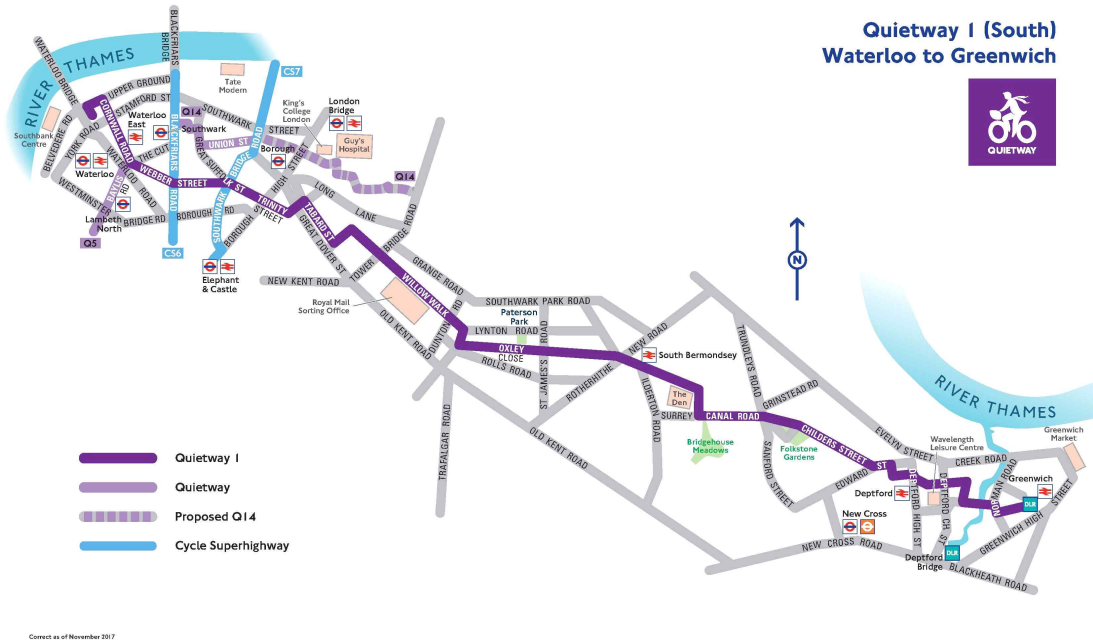 Quietway 1 (South)
Waterloo to Greenwich
QUIETWAY
N
BLACKFRIARS
BRIDGE
WATERLOO BRIDGE
RIVER THAMES
CS7
Tate
Modern
UPPER GROUND
STAMFORD ST
CORNWALL ROAD
Southbank
Centre
BELVEDERE RD
YORK ROAD
Waterloo
East
Q14
Southwark
SOUTHWARK
STREET
King's
College
London
London
Bridge
Guy's
Hospital
BLACKFRIARS
ROAD
UNION ST
Borough
THE CUT
GREAT SUFFOLK ST
SOUTHWARK
BRIDGE
ROAD
HIGH
STREET
Waterloo
WATERLOO
ROAD
WEBBER STREET
BAYLIS
RD
WESTMINSTER
BRIDGE RD
BOROUGH
RD
Lambeth
North
Q5
CS6
TRINITY
STREET
BOROUGH
LONG
LANE
Q14
TABARD ST
GREAT DOVER ST
TOWER
BRIDGE ROAD
Elephant
& Castle
NEW KENT ROAD
GRANGE ROAD
WILLOW WALK
Royal Mail
Sorting Office
OLD KENT ROAD
DUNTON
RD
SOUTHWARK PARK ROAD
Paterson
Park
LYNTON
ROAD
OXLEY
CLOSE
ROLLS ROAD
ST JAMES'S
ROAD
ROTHERHITHE
NEW ROAD
South Bermondsey
TRUNDLEYS ROAD
ILDERTON ROAD
The
Den
SURREY
CANAL ROAD
GRINSTEAD RD
TRAFALGAR ROAD
OLD KENT ROAD
Bridgehouse
Meadows
Folkstone
Gardens
SANFORD STREET
CHILDERS STREET
EVELYN STREET
RIVER THAMES
Greenwich
Market
Wavelength
Leisure Centre
CREEK ROAD
EDWARD
ST
Deptford
DEPTFORD HIGH ST
DEPTFORD CH ST
NORMAN ROAD
Greenwich
DLR
New Cross
NEW CROSS ROAD
Deptford
Bridge
DLR
GREENWICH HIGH
STREET
BLACKHEATH ROAD
Quietway 1
Quietway
Proposed Q14
Cycle Superhighway
Correct as of November 2017